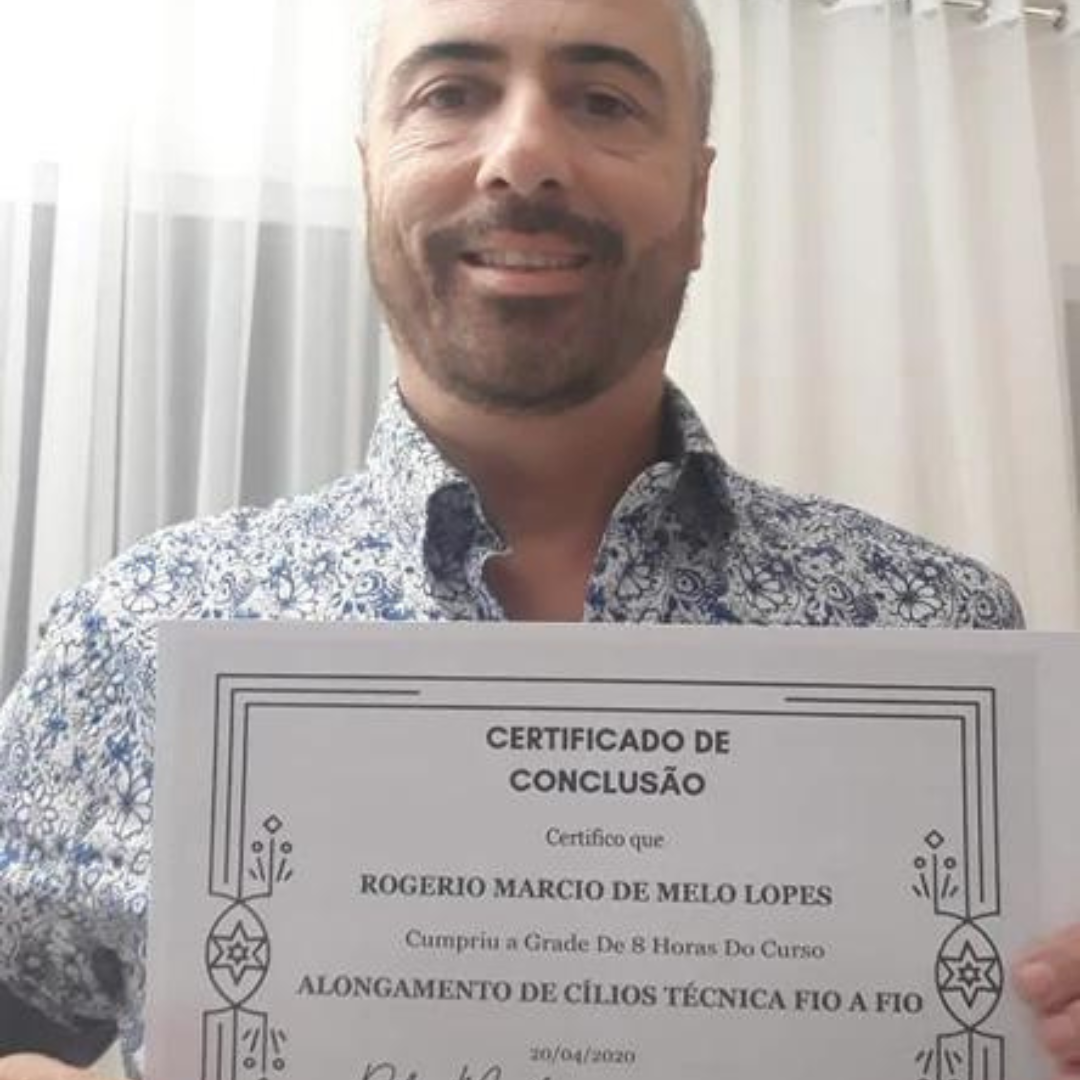 CERTIFICADO DE
CONCLUSÃO
Certifico que
ROGERIO MARCIO DE MELO LOPES
Cumpriu a Grade De 8 Horas Do Curso
ALONGAMENTO DE CÍLIOS TÉCNICA FIO A FIO
20/04/2020